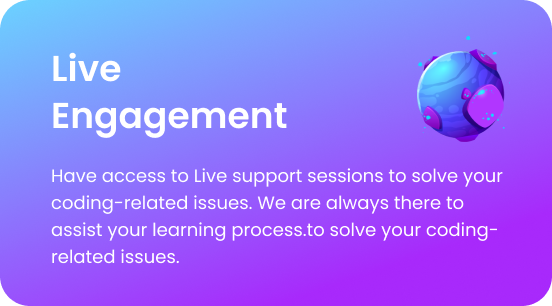 Live
Engagement
Have access to Live support sessions to solve your
coding-related issues. We are always there to
assist your learning process.to solve your coding-
related issues.